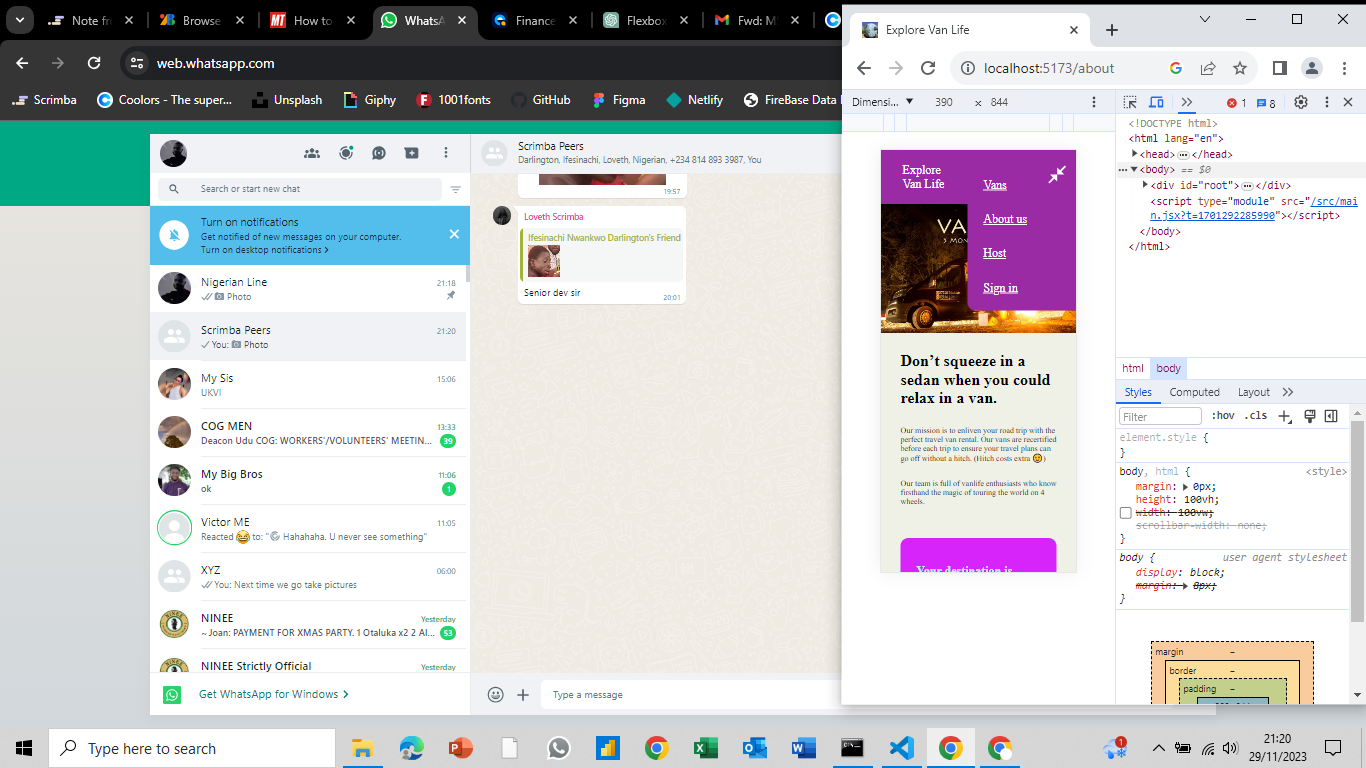 Note fr
Browse
How to
WhatsA
Finance
Flexbox
Fwd: M
web.whatsapp.com
Scrimba
Coolors - The super...
Unsplash
Giphy
1001fonts
GitHub
Figma
Netlify
FireBase Data
Search or start new chat
Turn on notifications
Get notified of new messages on your computer.
Turn on desktop notifications >
Nigerian Line
21:18
Photo
Scrimba Peers
21:20
You: Photo
My Sis
15:06
UKVI
COG MEN
13:33
Deacon Udu COG: WORKERS'/VOLUNTEERS' MEETIN...
39
My Big Bros
11:06
ok
1
Victor ME
11:05
Reacted 😂 to: "Hahahaha. U never see something"
XYZ
06:00
You: Next time we go take pictures
NINEE
Yesterday
~ Joan: PAYMENT FOR XMAS PARTY. 1 Otaluka x2 2 Al...
53
NINEE Strictly Official
Yesterday
Get WhatsApp for Windows >
Scrimba Peers
Darlington, Ifesinachi, Loveth, Nigerian, +234 814 893 3987, You
19:57
Loveth Scrimba
Ifesinachi Nwankwo Darlington's Friend
Senior dev sir
20:01
Type a message
Explore Van Life
localhost:5173/about
Dimensi...
390
x
844
1
8
Explore
Van Life
Vans
About us
Host
Sign in
VA
3 MON
Don't squeeze in a
sedan when you could
relax in a van.
Our mission is to enliven your road trip with the
perfect travel van rental. Our vans are recertified
before each trip to ensure your travel plans can
go off without a hitch. (Hitch costs extra 😉)
Our team is full of vanlife enthusiasts who know
firsthand the magic of touring the world on 4
wheels.
Your destination is
<!DOCTYPE html>
<html lang="en">
<head>…</head>
<body> == $0
<div id="root">…</div>
<script type="module" src="/src/mai
n.jsx?t=1701292285990"></script>
</body>
</html>
html
body
Styles
Computed
Layout
Filter
:hov
.cls
element.style {
}
body, html {
<style>
margin: 0px;
height: 100vh;
width: 100vw;
scrollbar-width: none;
}
body {
user agent stylesheet
display: block;
margin: 8px;
}
margin
-
border
-
padding
-
Type here to search
1
21:20
29/11/2023